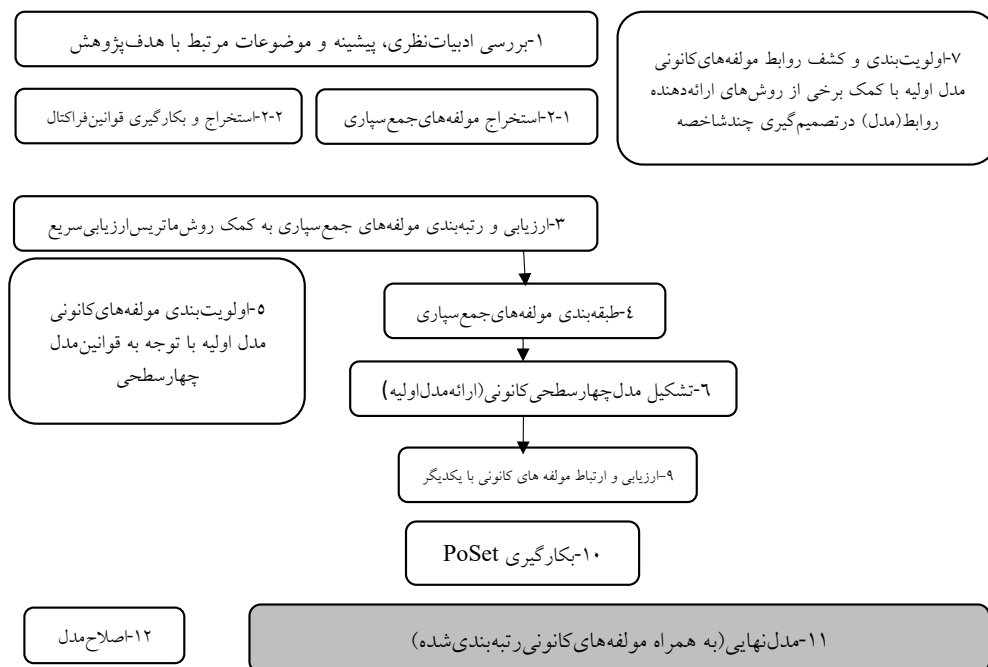 ۱-بررسی ادبیات‌نظری، پیشینه و موضوعات مرتبط با هدف‌پژوهش
۷-اولویت‌بندی و کشف روابط مولفه‌های‌کانونی
مدل اولیه با کمک برخی از روش‌های ارائه‌دهنده
روابط(مدل) درتصمیم‌گیری چندشاخصه
۲-۱-استخراج مولفه‌های‌جمع‌سپاری
۲-۲-استخراج و بکارگیری قوانین‌فراکتال
۳-ارزیابی و رتبه‌بندی مولفه‌های جمع‌سپاری به کمک روش‌ماتریس‌ارزیابی‌سریع
۴-طبقه‌بندی مولفه‌های‌جمع‌سپاری
۵-اولویت‌بندی مولفه‌های‌کانونی
مدل اولیه با توجه به قوانین‌مدل
چهارسطحی
۶-تشکیل مدل‌چهارسطحی‌کانونی(ارائه‌مدل‌اولیه)
۹-ارزیابی و ارتباط مولفه های کانونی با یکدیگر
۱۰-بکارگیری PoSet
۱۱-مدل‌نهایی(به همراه مولفه‌های‌کانونی‌رتبه‌بندی‌شده)
۱۲-اصلاح‌مدل